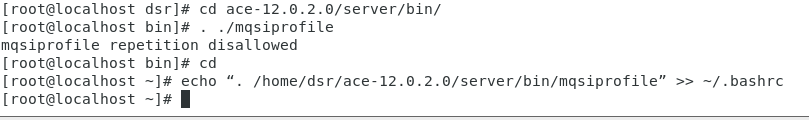 [root@localhost dsr]# cd ace-12.0.2.0/server/bin/
[root@localhost bin]# . ./mqsiprofile
mqsiprofile repetition disallowed
[root@localhost bin]# cd
[root@localhost ~]# echo “. /home/dsr/ace-12.0.2.0/server/bin/mqsiprofile” >> ~/.bashrc
[root@localhost ~]#